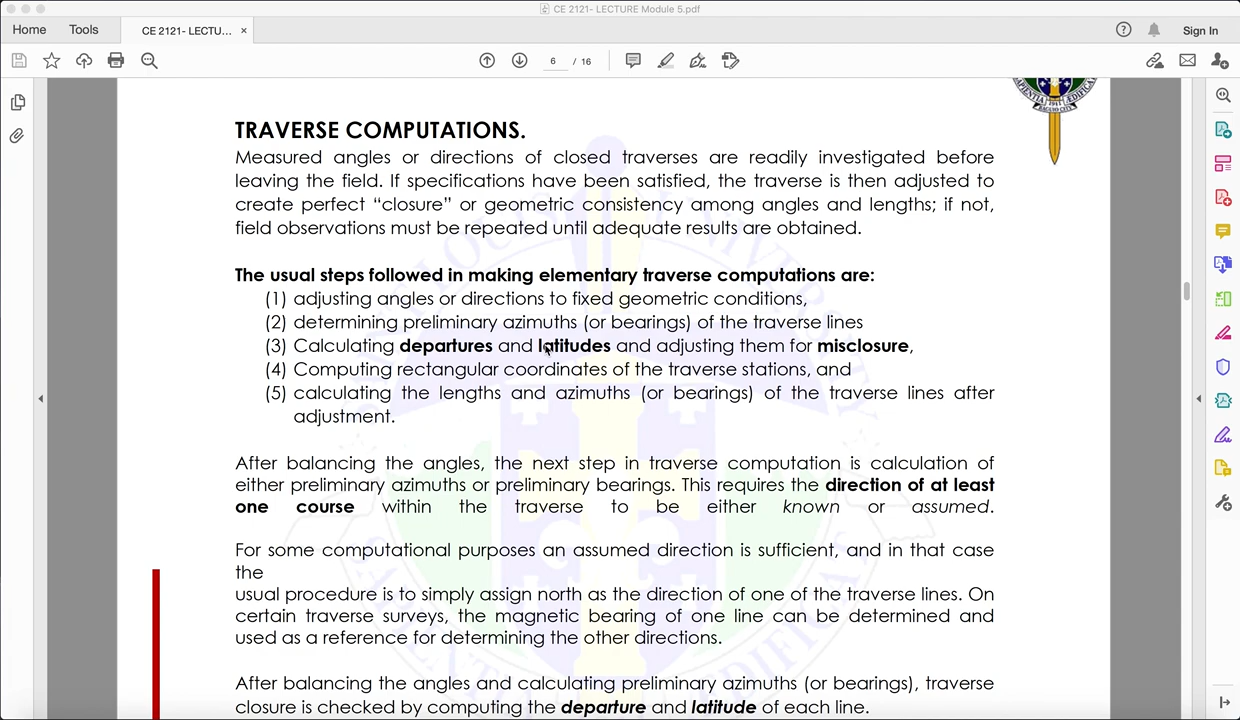 CE 2121- LECTURE Module 5.pdf
Home Tools CE 2121- LECTU... × Sign In
6 / 16
SAPIENTIA ÆDIFICAT
1911
BAGUIO CITY
TRAVERSE COMPUTATIONS.
Measured angles or directions of closed traverses are readily investigated before
leaving the field. If specifications have been satisfied, the traverse is then adjusted to
create perfect “closure” or geometric consistency among angles and lengths; if not,
field observations must be repeated until adequate results are obtained.
The usual steps followed in making elementary traverse computations are:
(1) adjusting angles or directions to fixed geometric conditions,
(2) determining preliminary azimuths (or bearings) of the traverse lines
(3) Calculating departures and latitudes and adjusting them for misclosure,
(4) Computing rectangular coordinates of the traverse stations, and
(5) calculating the lengths and azimuths (or bearings) of the traverse lines after
adjustment.
After balancing the angles, the next step in traverse computation is calculation of
either preliminary azimuths or preliminary bearings. This requires the direction of at least
one course within the traverse to be either known or assumed.
For some computational purposes an assumed direction is sufficient, and in that case
the
usual procedure is to simply assign north as the direction of one of the traverse lines. On
certain traverse surveys, the magnetic bearing of one line can be determined and
used as a reference for determining the other directions.
After balancing the angles and calculating preliminary azimuths (or bearings), traverse
closure is checked by computing the departure and latitude of each line.